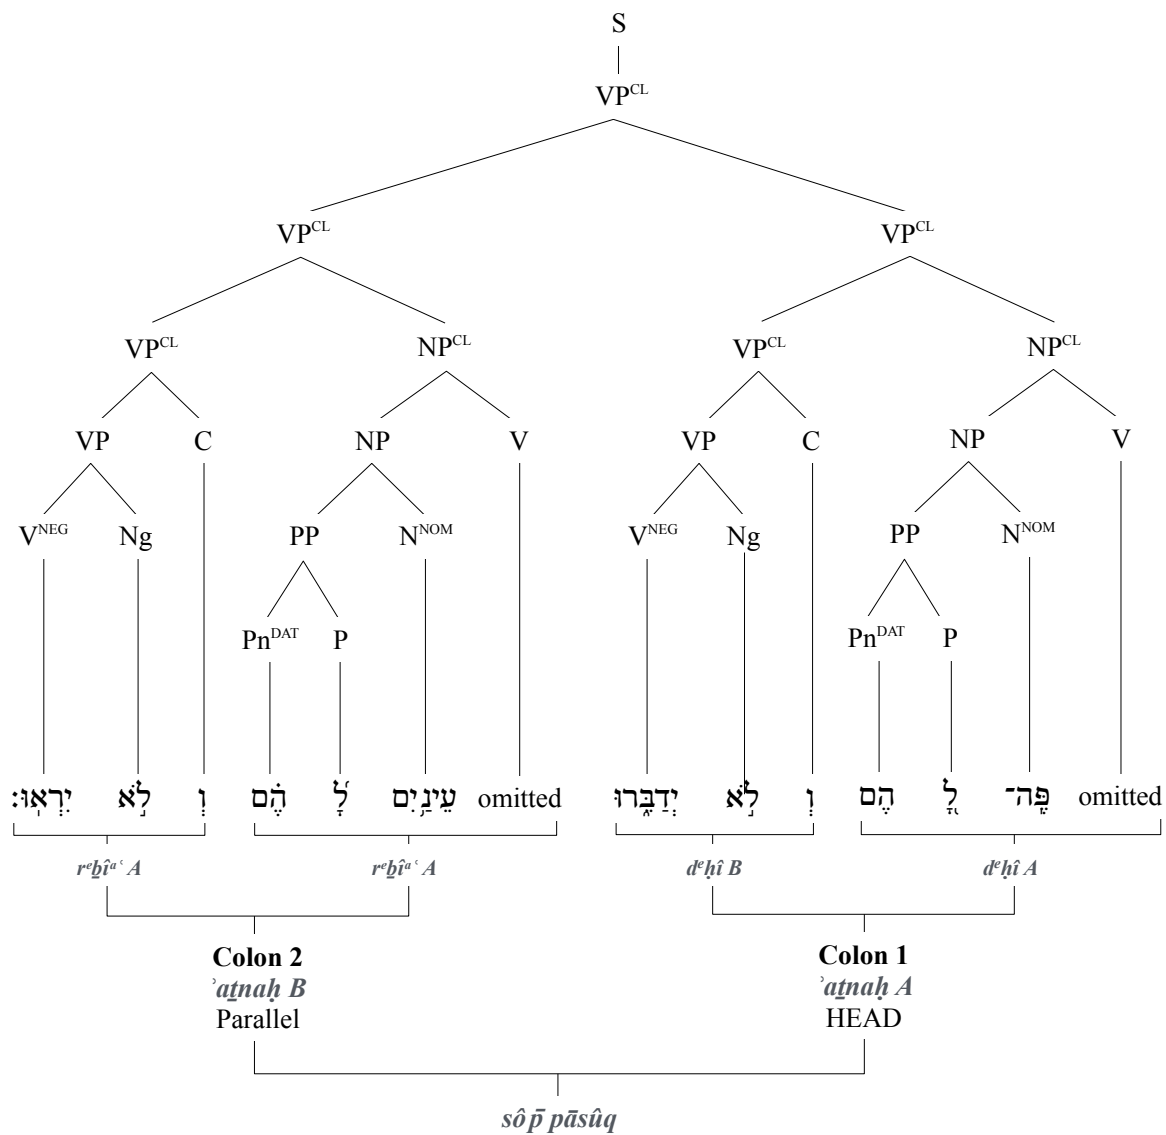 S
VP^CL
VP^CL VP^CL
VP^CL NP^CL VP^CL NP^CL
VP C NP V VP C NP V
V^NEG Ng PP N^NOM V^NEG Ng PP N^NOM
Pn^DAT P Pn^DAT P
omitted פֶּֽה־ לָ֭ הֶם וְ לֹ֣א יְדַבֵּ֑רוּ omitted עֵינַ֥יִם לָ֝ הֶ֗ם וְ לֹ֣א יִרְאֽוּ׃
rᵉḇîᵃʿ A rᵉḇîᵃʿ A dᵉḥî B dᵉḥî A
Colon 2 Colon 1
ʾaṯnaḥ B ʾaṯnaḥ A
Parallel HEAD
sôp̄ pāsûq